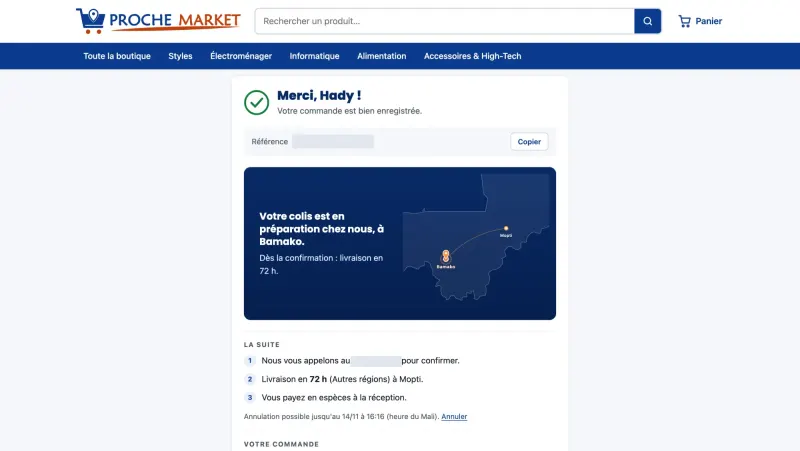 PROCHE MARKET
Rechercher un produit...
Panier
Toute la boutique Styles Électroménager Informatique Alimentation Accessoires & High-Tech
Merci, Hady !
Votre commande est bien enregistrée.
Référence
Copier
Votre colis est en
préparation chez nous, à
Bamako.
Dès la confirmation : livraison en
72 h.
Mopti
Bamako
LA SUITE
1 Nous vous appelons au pour confirmer.
2 Livraison en 72 h (Autres régions) à Mopti.
3 Vous payez en espèces à la réception.
Annulation possible jusqu'au 14/11 à 16:16 (heure du Mali). Annuler
VOTRE COMMANDE